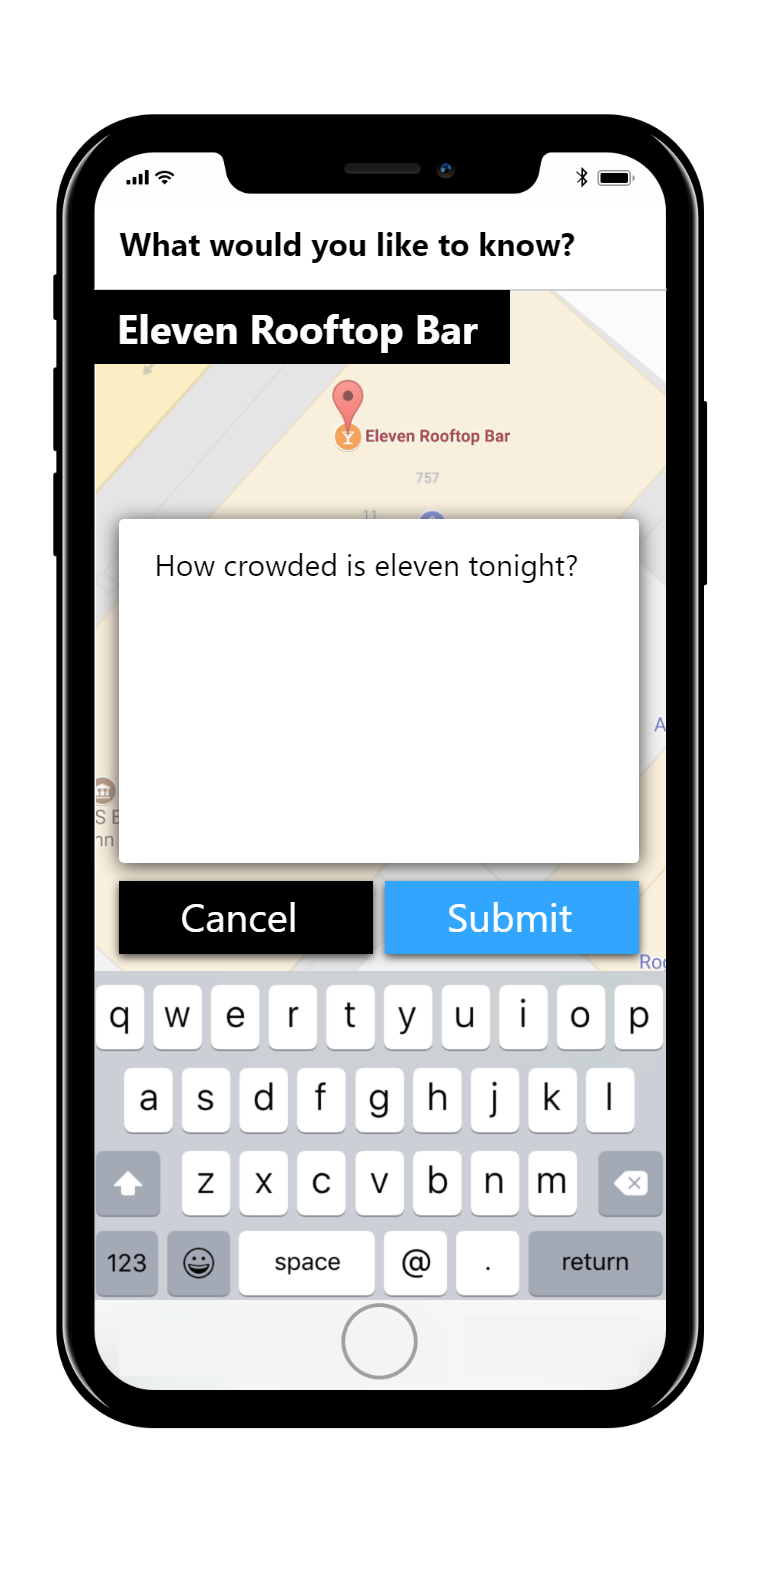 What would you like to know?
Eleven Rooftop Bar
Eleven Rooftop Bar
757
11
How crowded is eleven tonight?
A
S E
nn
Cancel Submit
Roo
q w e r t y u i o p
a s d f g h j k l
z x c v b n m
123 space @ . return